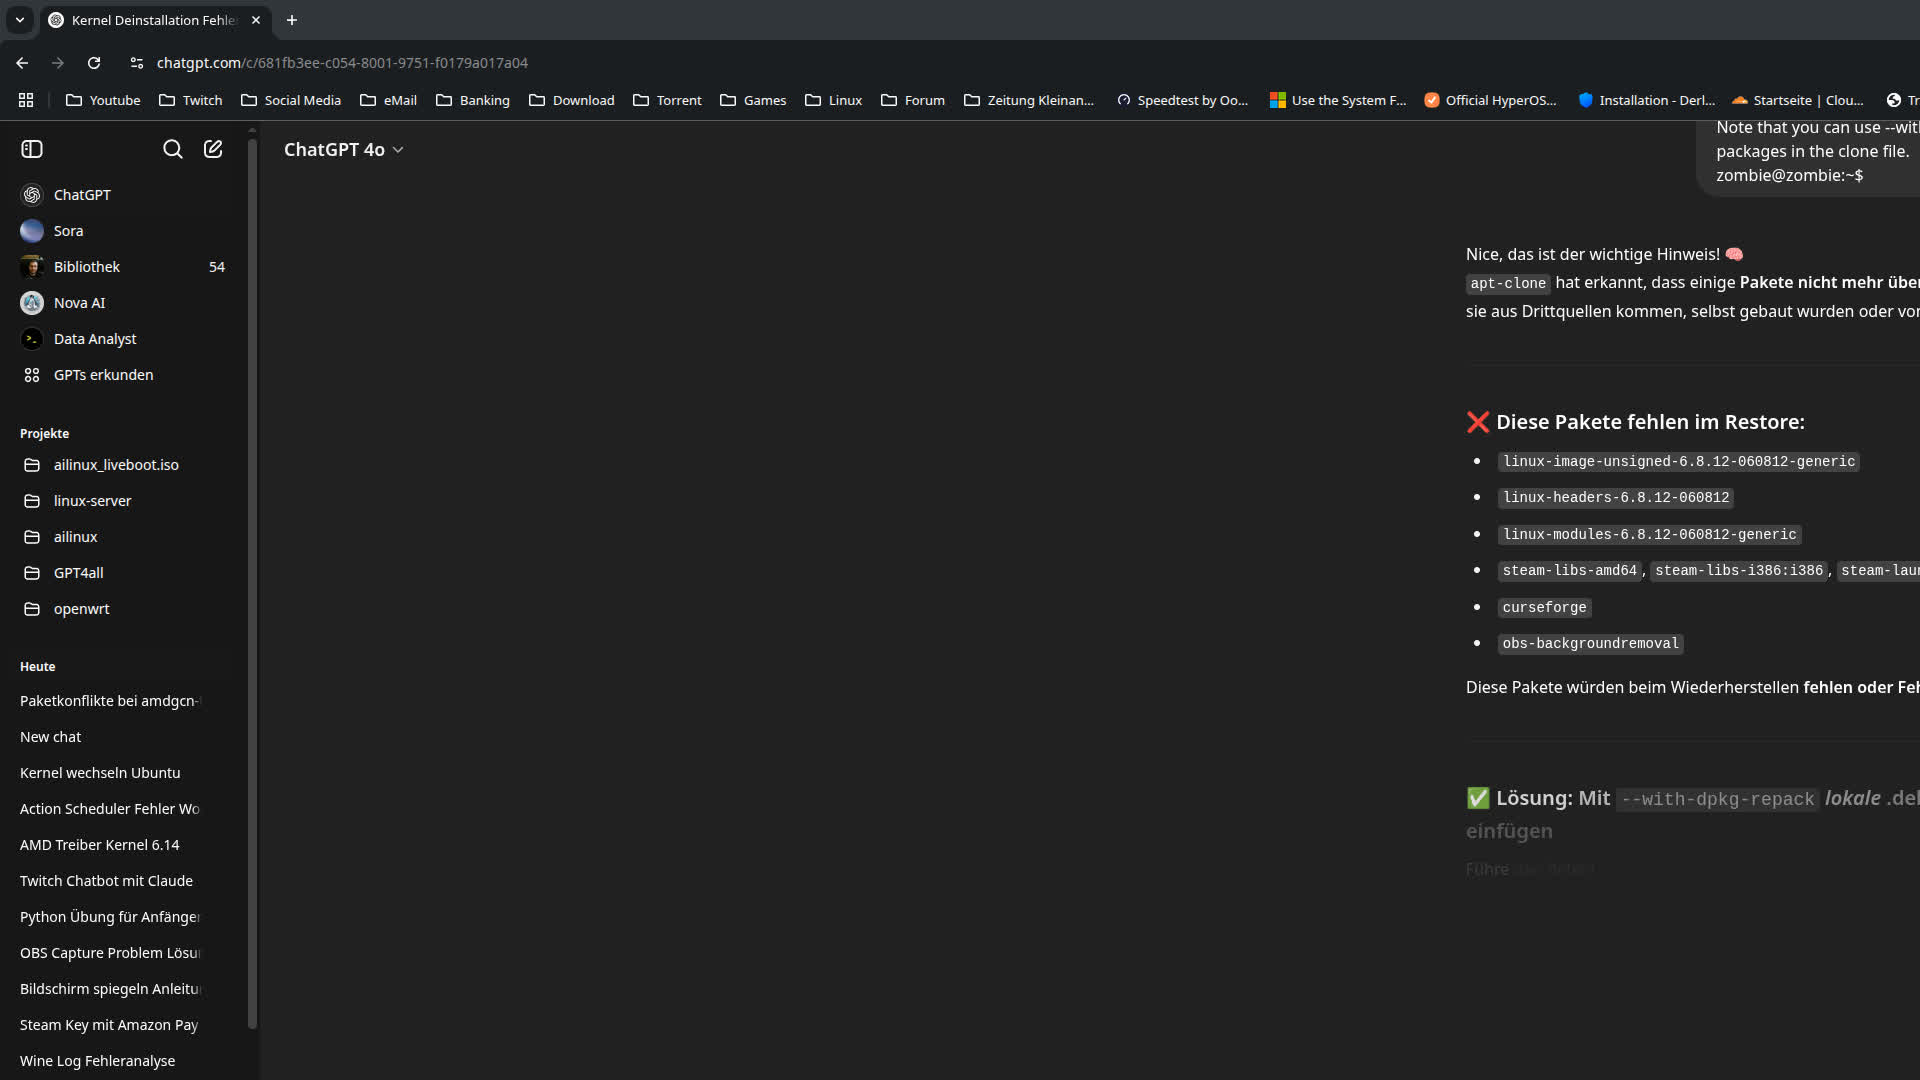 Kernel Deinstallation Fehle
chatgpt.com/c/681fb3ee-c054-8001-9751-f0179a017a04
Youtube Twitch Social Media eMail Banking Download Torrent Games Linux Forum Zeitung Kleinan... Speedtest by Oo... Use the System F... Official HyperOS... Installation - Derl... Startseite | Clou... Tr
ChatGPT 4o
Note that you can use --with
packages in the clone file.
zombie@zombie:~$
ChatGPT
Sora
Bibliothek 54
Nova AI
Data Analyst
GPTs erkunden
Projekte
ailinux_liveboot.iso
linux-server
ailinux
GPT4all
openwrt
Heute
Paketkonflikte bei amdgcn-
New chat
Kernel wechseln Ubuntu
Action Scheduler Fehler Wo
AMD Treiber Kernel 6.14
Twitch Chatbot mit Claude
Python Übung für Anfänger
OBS Capture Problem Lösu
Bildschirm spiegeln Anleitu
Steam Key mit Amazon Pay
Wine Log Fehleranalyse
Nice, das ist der wichtige Hinweis! 🧠
apt-clone hat erkannt, dass einige Pakete nicht mehr über
sie aus Drittquellen kommen, selbst gebaut wurden oder vor
❌ Diese Pakete fehlen im Restore:
• linux-image-unsigned-6.8.12-060812-generic
• linux-headers-6.8.12-060812
• linux-modules-6.8.12-060812-generic
• steam-libs-amd64, steam-libs-i386:i386, steam-laun
• curseforge
• obs-backgroundremoval
Diese Pakete würden beim Wiederherstellen fehlen oder Feh
✅ Lösung: Mit --with-dpkg-repack lokale .deb
einfügen
Führe